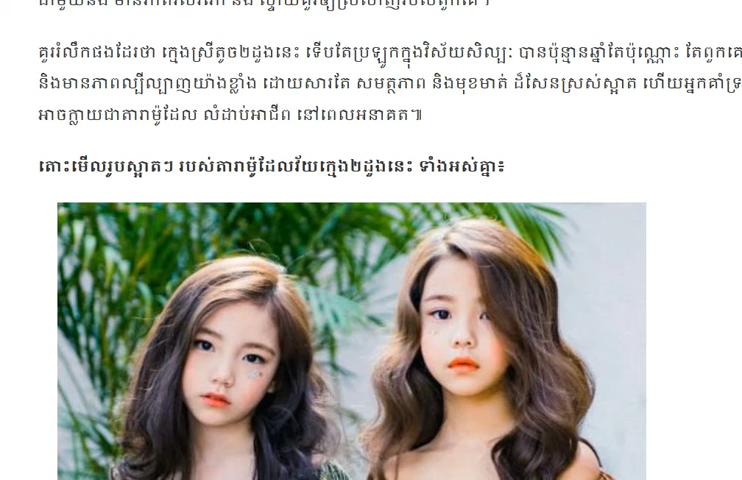 គួររំលឹកផងដែរថា ក្មេងស្រីតូច២ដួងនេះ ទើបតែប្រឡូកក្នុងវិស័យសិល្បៈ បានប៉ុន្មានឆ្នាំតែប៉ុណ្ណោះ តែពួកគេ
និងមានភាពល្បីល្បាញយ៉ាងខ្លាំង ដោយសារតែ សមត្ថភាព និងមុខមាត់ ដ៏សែនស្រស់ស្អាត ហើយអ្នកគាំទ្រ
អាចក្លាយជាតារាម៉ូដែល លំដាប់អាជីព នៅពេលអនាគត៕
តោះមើលរូបស្អាតៗ របស់តារាម៉ូដែលវ័យក្មេង២ដួងនេះ ទាំងអស់គ្នា៖